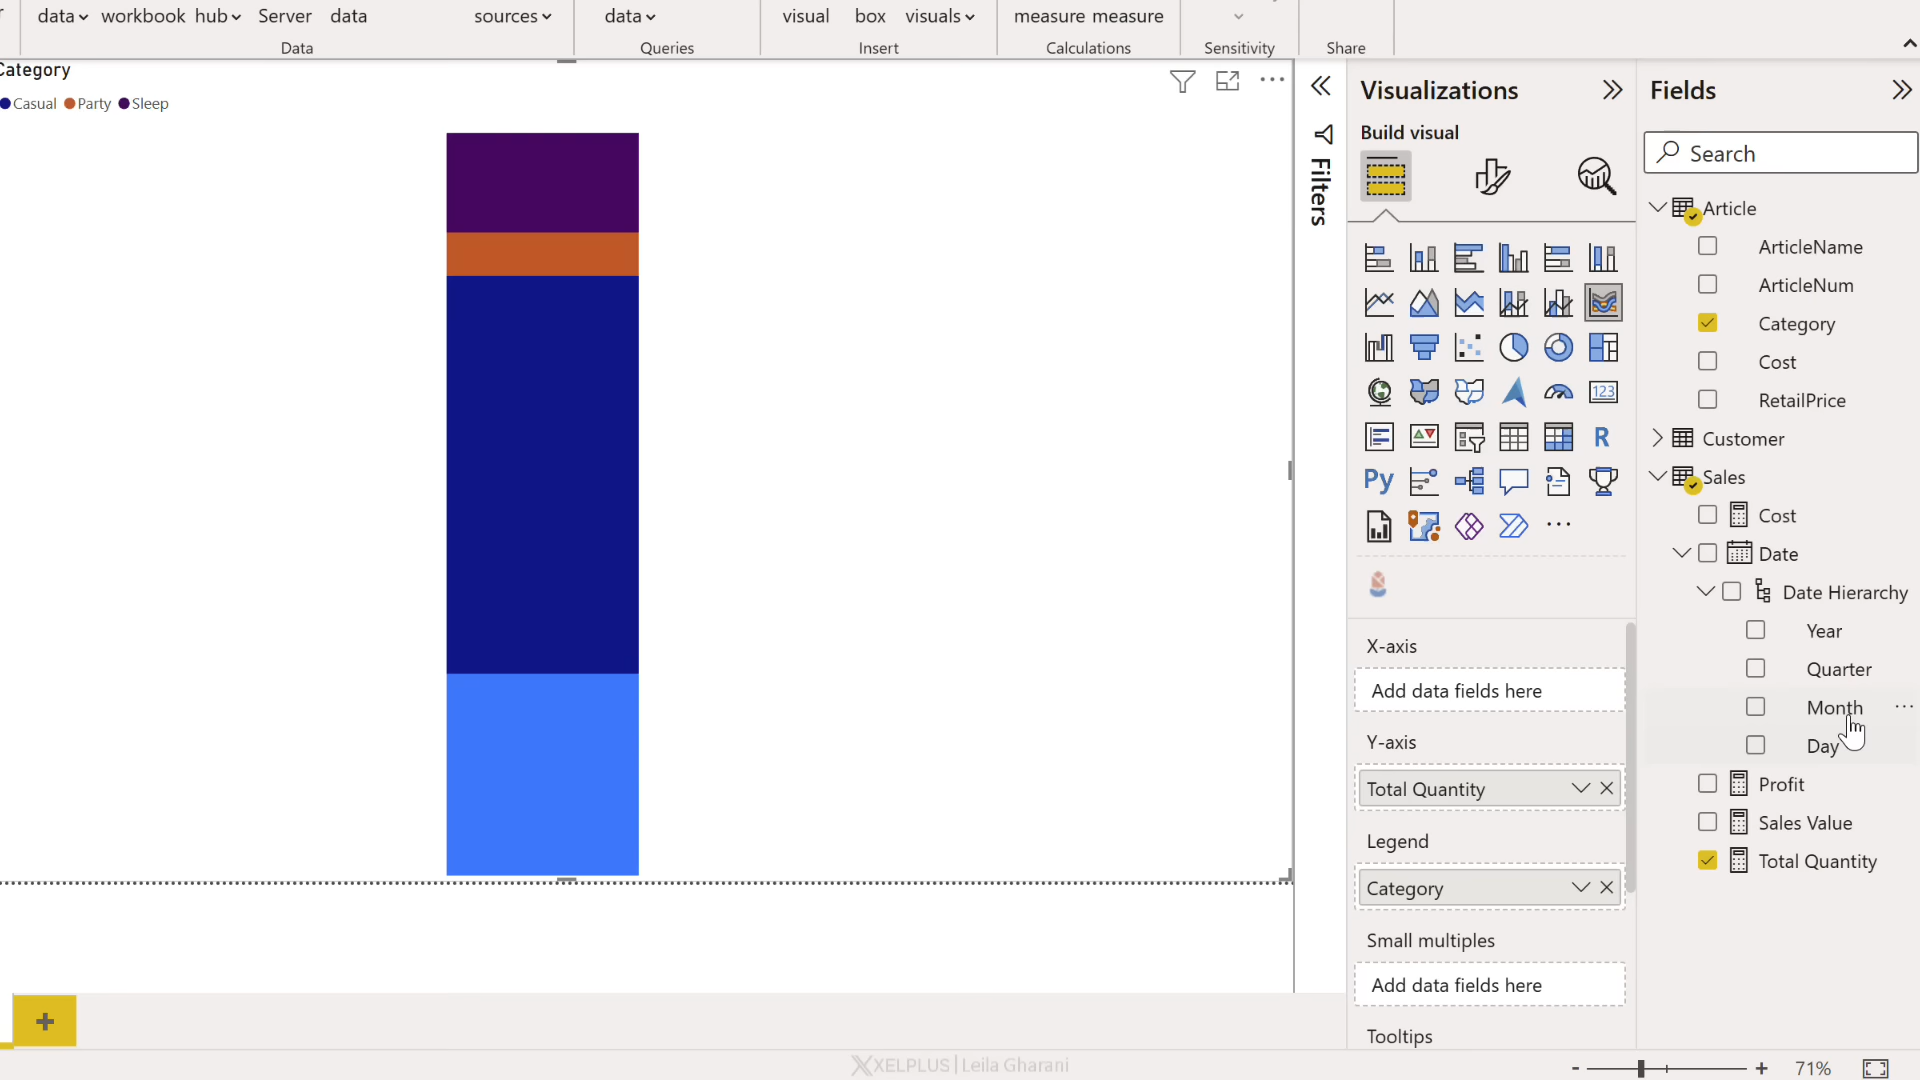 data workbook hub Server data sources data visual box visuals measure measure
Data Queries Insert Calculations Sensitivity Share
Category
Casual Party Sleep
Filters
Visualizations
Build visual
123
R
Py
X-axis
Add data fields here
Y-axis
Total Quantity
Legend
Category
Small multiples
Add data fields here
Tooltips
Fields
Search
Article
ArticleName
ArticleNum
Category
Cost
RetailPrice
Customer
Sales
Cost
Date
Date Hierarchy
Year
Quarter
Month
Day
Profit
Sales Value
Total Quantity
XELPLUS | Leila Gharani
- + 71%